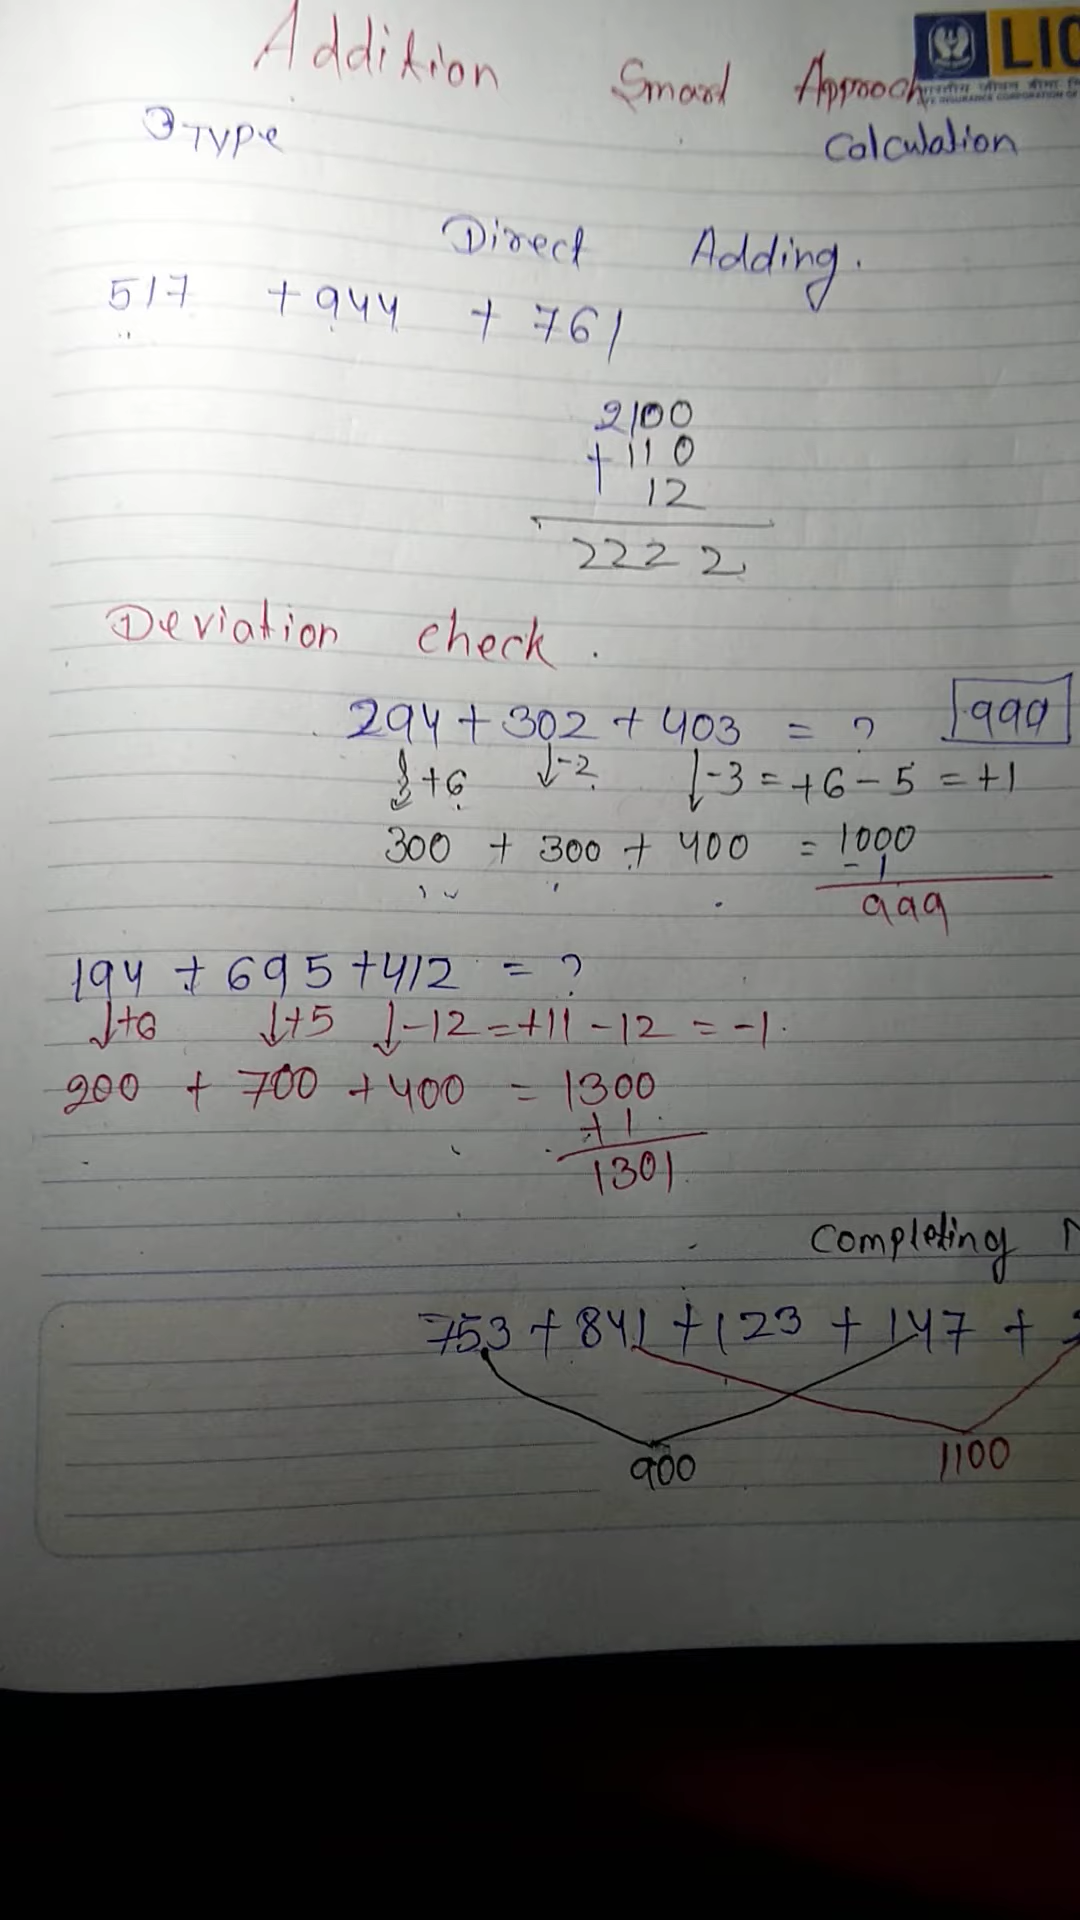 Addition Smart Approoch
LIC
③ TYPE
Calculation
Direct Adding.
517 + 944 + 761
2100
+ 110
12
2222
Deviation check.
294 + 302 + 403 = ? 999
↓+6 ↓-2 ↓-3 = +6 - 5 = +1
300 + 300 + 400 = 1000
- 1
999
194 + 695 + 412 = ?
↓+6 ↓+5 ↓-12 = +11 - 12 = -1.
200 + 700 + 400 = 1300
+ 1
1301
Completing
753 + 841 + 123 + 147 +
900 1100